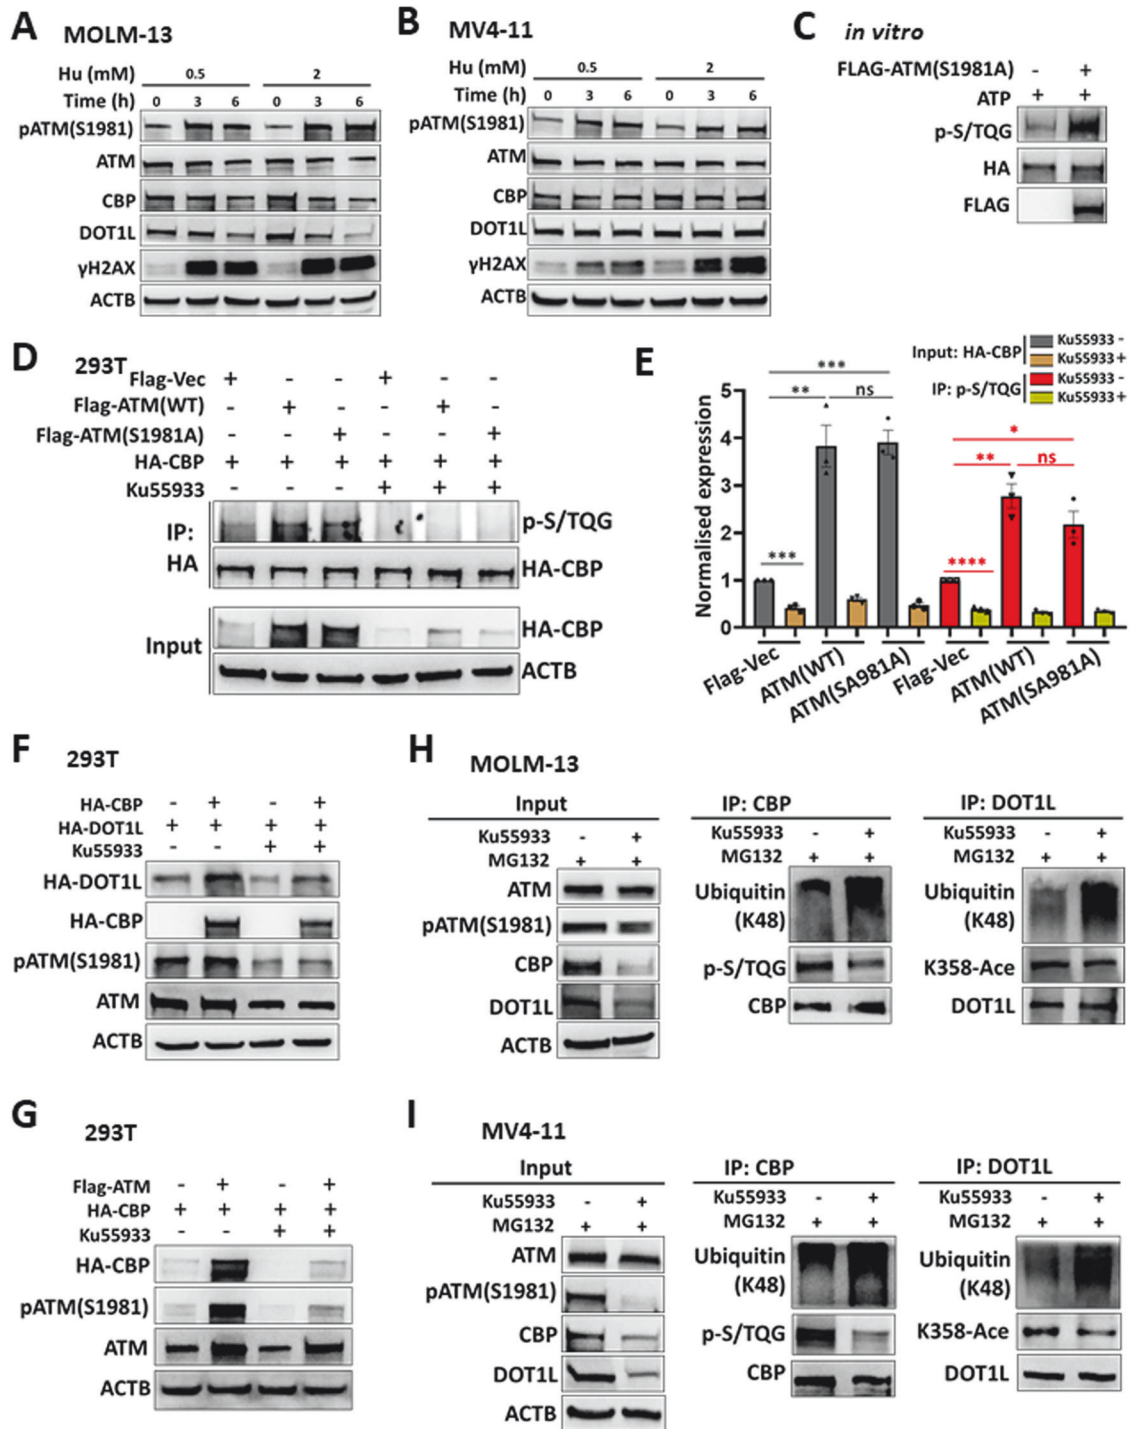 A MOLM-13
Hu (mM) 0.5 2
Time (h) 0 3 6 0 3 6
pATM(S1981)
ATM
CBP
DOT1L
γH2AX
ACTB
B MV4-11
Hu (mM) 0.5 2
Time (h) 0 3 6 0 3 6
pATM(S1981)
ATM
CBP
DOT1L
γH2AX
ACTB
C in vitro
FLAG-ATM(S1981A) - +
ATP + +
p-S/TQG
HA
FLAG
D 293T
Flag-Vec + - - + - -
Flag-ATM(WT) - + - - + -
Flag-ATM(S1981A) - - + - - +
HA-CBP + + + + + +
Ku55933 - - - + + +
IP: HA
p-S/TQG
HA-CBP
Input
HA-CBP
ACTB
E
Input: HA-CBP Ku55933 -
Ku55933 +
IP: p-S/TQG Ku55933 -
Ku55933 +
Normalised expression
5
4
3
2
1
0
*** ** ns ***
* ** ns ****
Flag-Vec ATM(WT) ATM(SA981A) Flag-Vec ATM(WT) ATM(SA981A)
F 293T
HA-CBP - + - +
HA-DOT1L + + + +
Ku55933 - - + +
HA-DOT1L
HA-CBP
pATM(S1981)
ATM
ACTB
G 293T
Flag-ATM - + - +
HA-CBP + + + +
Ku55933 - - + +
HA-CBP
pATM(S1981)
ATM
ACTB
H MOLM-13
Input
Ku55933 - +
MG132 + +
ATM
pATM(S1981)
CBP
DOT1L
ACTB
IP: CBP
Ku55933 - +
MG132 + +
Ubiquitin
(K48)
p-S/TQG
CBP
IP: DOT1L
Ku55933 - +
MG132 + +
Ubiquitin
(K48)
K358-Ace
DOT1L
I MV4-11
Input
Ku55933 - +
MG132 + +
ATM
pATM(S1981)
CBP
DOT1L
ACTB
IP: CBP
Ku55933 - +
MG132 + +
Ubiquitin
(K48)
p-S/TQG
CBP
IP: DOT1L
Ku55933 - +
MG132 + +
Ubiquitin
(K48)
K358-Ace
DOT1L